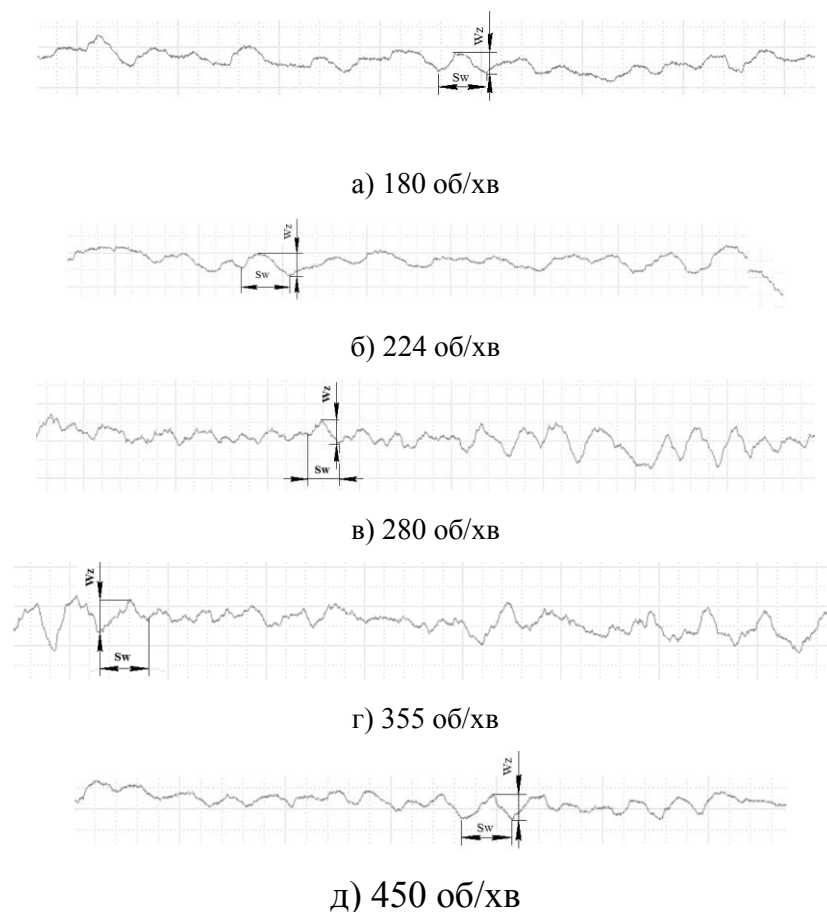 Wz
Sw
а) 180 об/хв
Wz
Sw
б) 224 об/хв
Wz
Sw
в) 280 об/хв
Wz
Sw
г) 355 об/хв
Wz
Sw
д) 450 об/хв